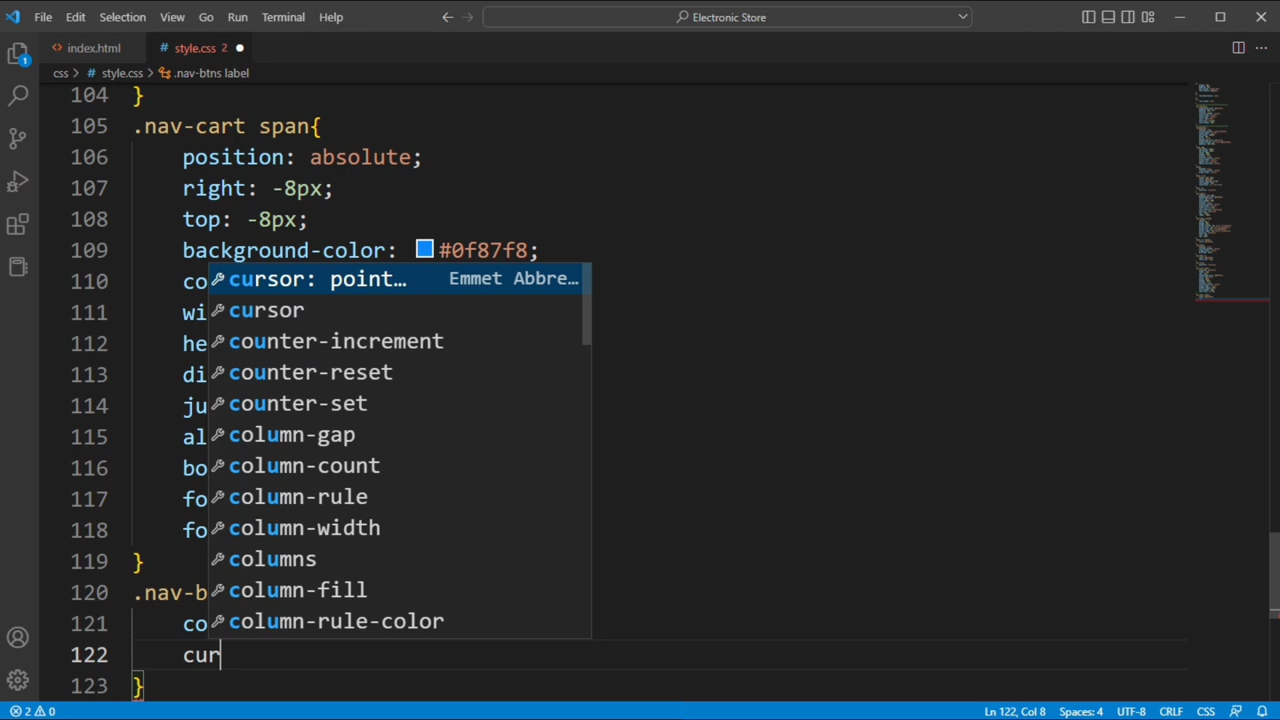 File Edit Selection View Go Run Terminal Help Electronic Store
index.html style.css 2
css > style.css > .nav-btns label
104 }
105 .nav-cart span{
106 position: absolute;
107 right: -8px;
108 top: -8px;
109 background-color: #0f87f8;
110 co cursor: point… Emmet Abbre…
111 wi cursor
112 he counter-increment
113 di counter-reset
114 ju counter-set
115 al column-gap
116 bo column-count
117 fo column-rule
118 fo column-width
119 } columns
120 .nav-b column-fill
121 co column-rule-color
122 cur
123 }
2 0 Ln 122, Col 8 Spaces: 4 UTF-8 CRLF CSS